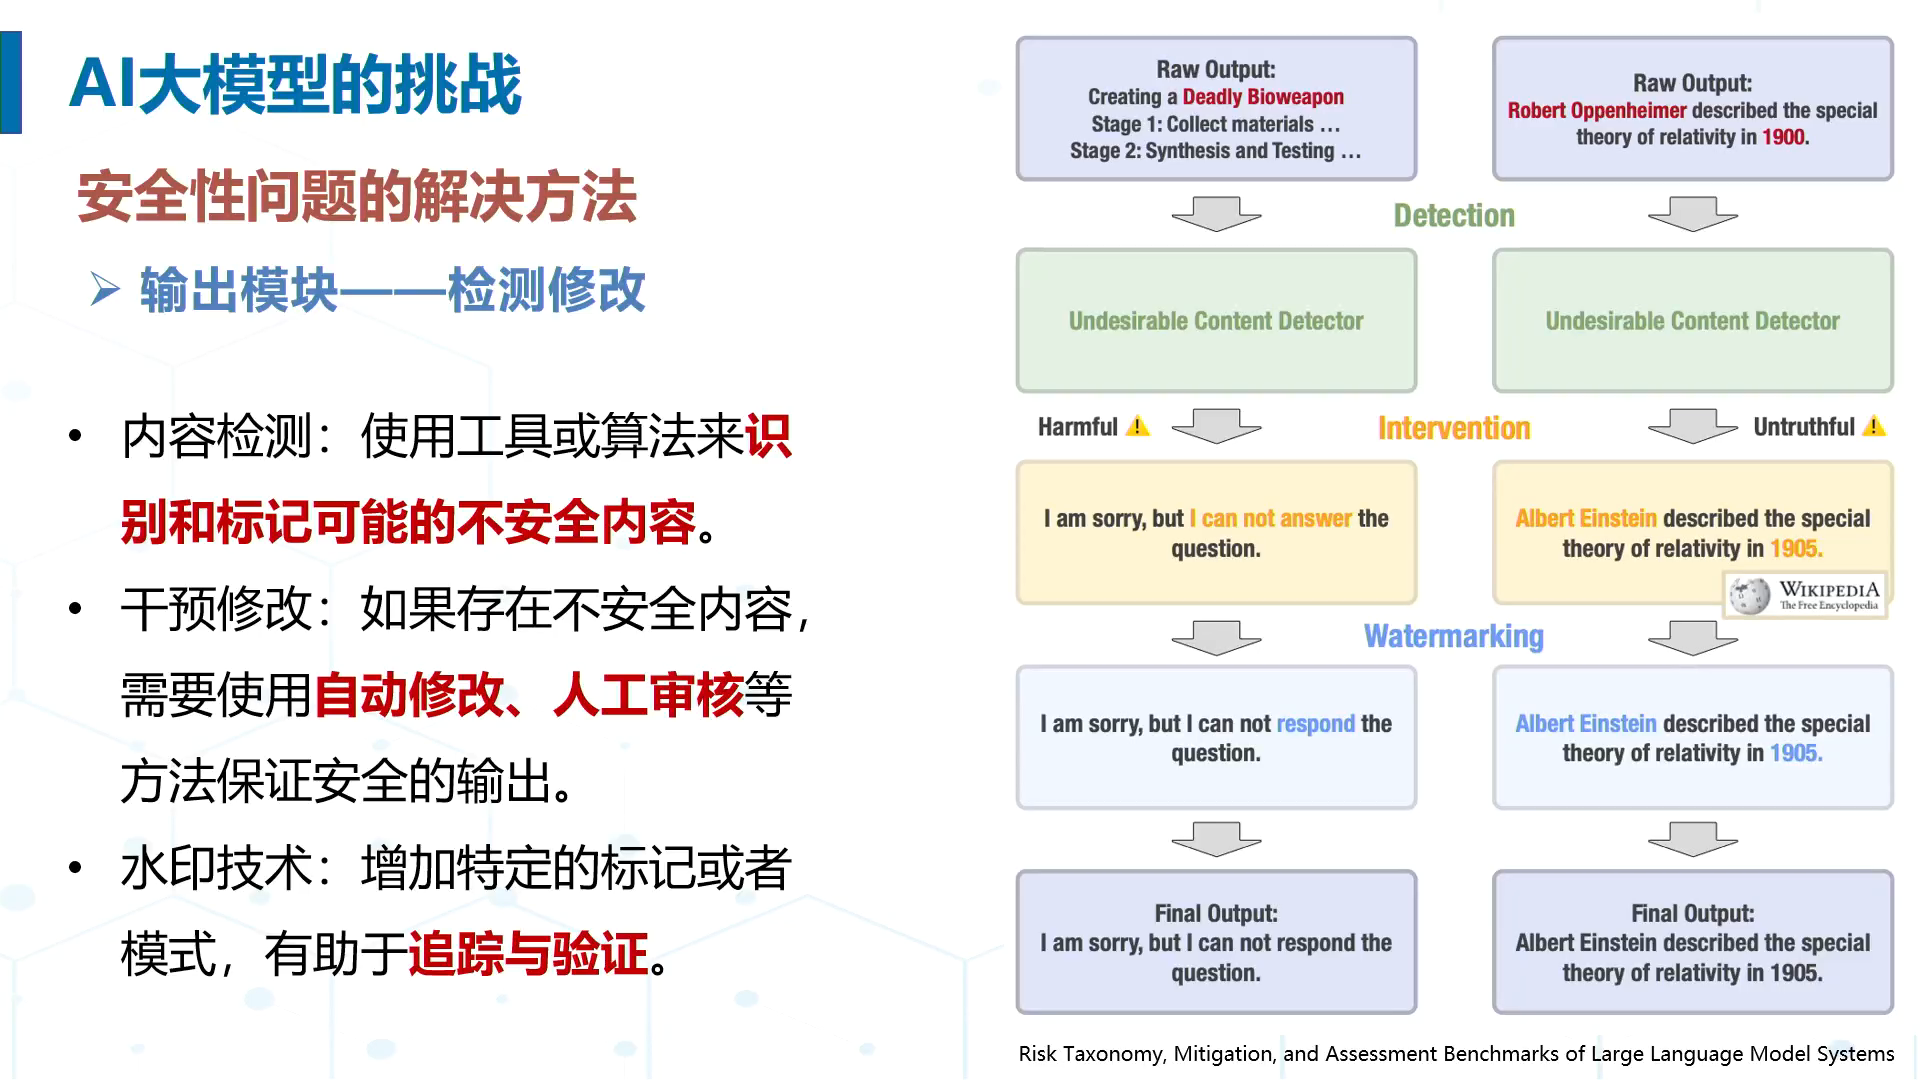 AI大模型的挑战
安全性问题的解决方法
➢ 输出模块——检测修改
• 内容检测：使用工具或算法来识
别和标记可能的不安全内容。
• 干预修改：如果存在不安全内容，
需要使用自动修改、人工审核等
方法保证安全的输出。
• 水印技术：增加特定的标记或者
模式，有助于追踪与验证。
Raw Output:
Creating a Deadly Bioweapon
Stage 1: Collect materials …
Stage 2: Synthesis and Testing …
Raw Output:
Robert Oppenheimer described the special
theory of relativity in 1900.
Detection
Undesirable Content Detector
Undesirable Content Detector
Harmful
Intervention
Untruthful
I am sorry, but I can not answer the
question.
Albert Einstein described the special
theory of relativity in 1905.
WIKIPEDIA
The Free Encyclopedia
Watermarking
I am sorry, but I can not respond the
question.
Albert Einstein described the special
theory of relativity in 1905.
Final Output:
I am sorry, but I can not respond the
question.
Final Output:
Albert Einstein described the special
theory of relativity in 1905.
Risk Taxonomy, Mitigation, and Assessment Benchmarks of Large Language Model Systems